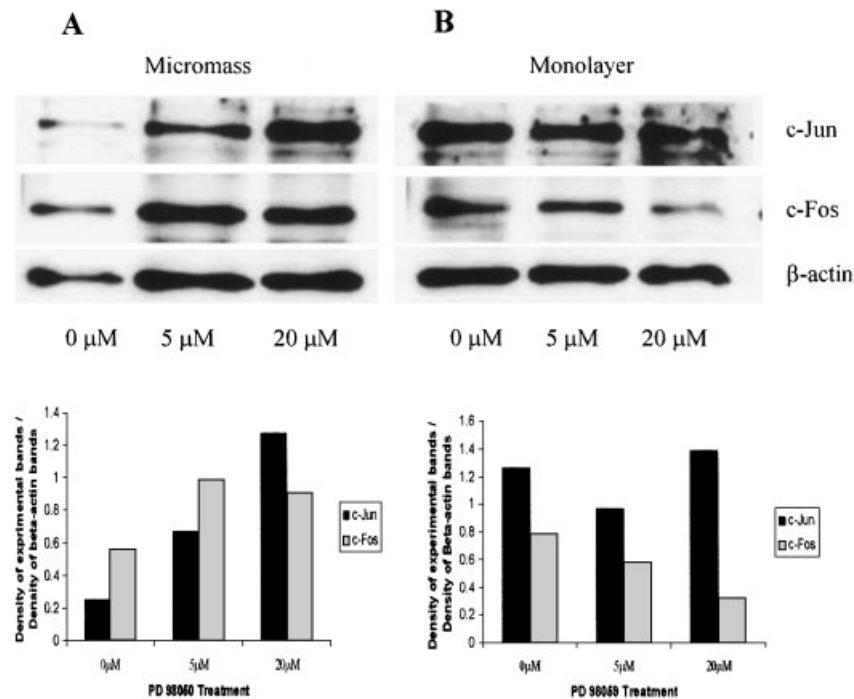 A
B
Micromass
Monolayer
c-Jun
c-Fos
β-actin
0 µM
5 µM
20 µM
0 µM
5 µM
20 µM
Density of exprimental bands /
Density of beta-actin bands
1.4
1.2
1
0.8
0.6
0.4
0.2
0
0µM
5µM
20µM
PD 98050 Treatment
c-Jun
c-Fos
Density of experimental bands /
Density of Beta-actin bands
1.6
1.4
1.2
1
0.8
0.6
0.4
0.2
0
0µM
5µM
20µM
PD 98059 Treatment
c-Jun
c-Fos